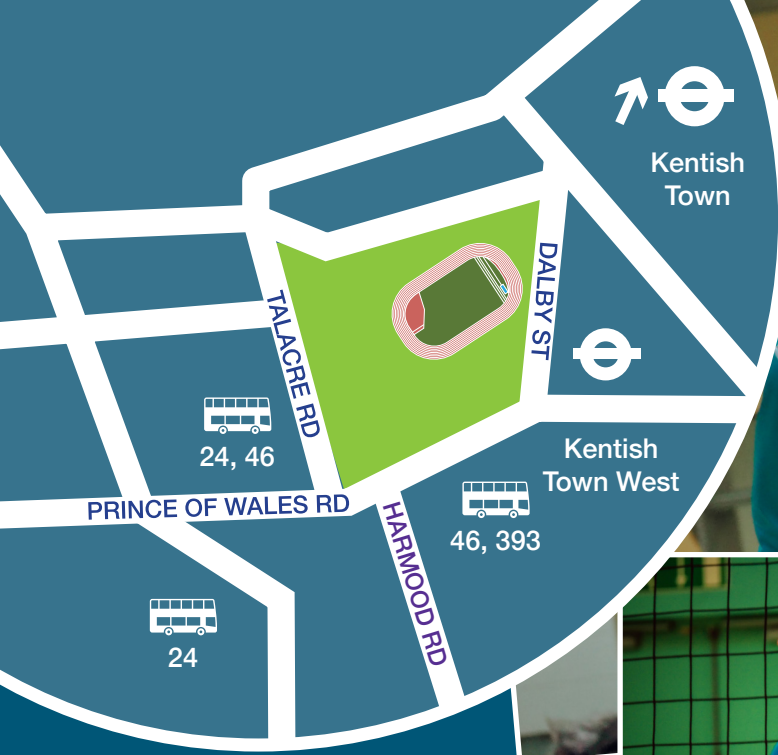 Kentish
Town
DALBY ST
TALACRE RD
24, 46
Kentish
Town West
PRINCE OF WALES RD
46, 393
HARMOOD RD
24